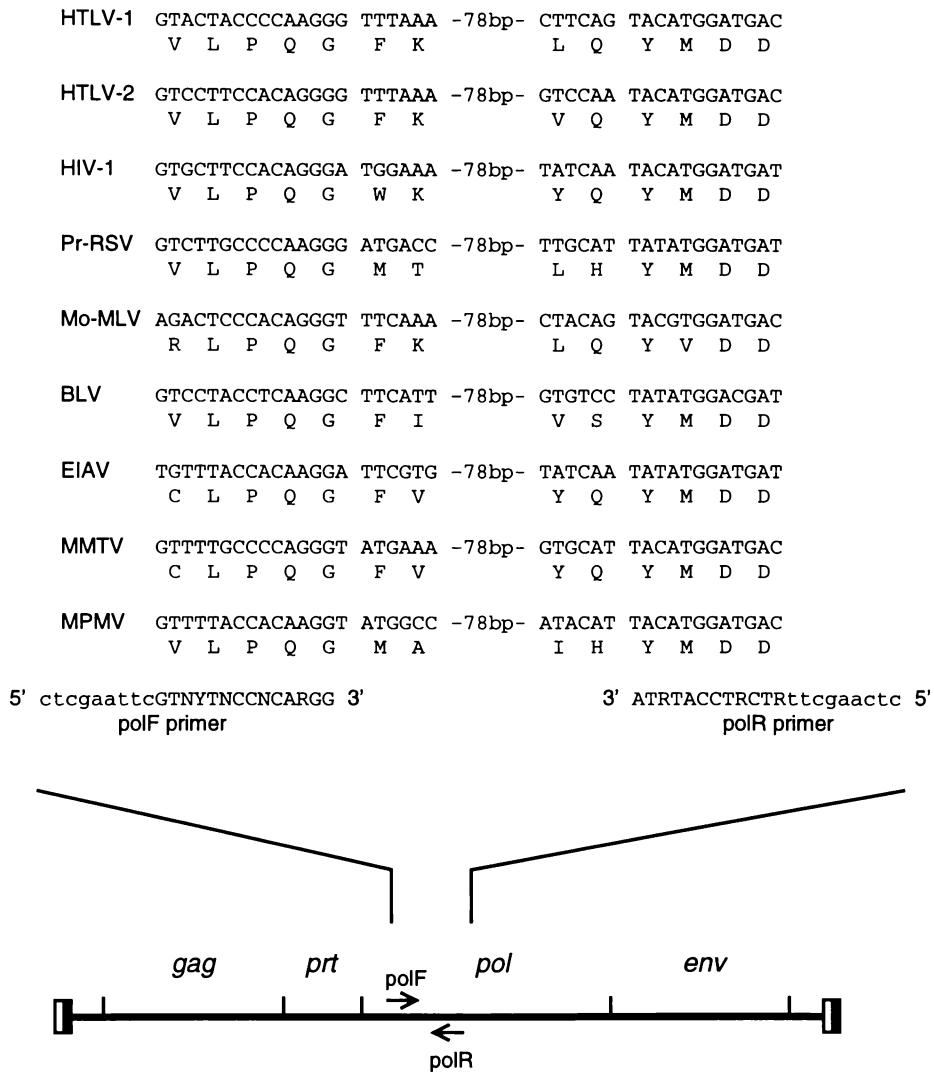 HTLV-1 GTACTACCCCAAGGG TTTAAA -78bp- CTTCAG TACATGGATGAC
V L P Q G F K L Q Y M D D
HTLV-2 GTCCTTCCACAGGGG TTTAAA -78bp- GTCCAA TACATGGATGAC
V L P Q G F K V Q Y M D D
HIV-1 GTGCTTCCACAGGGA TGGAAA -78bp- TATCAA TACATGGATGAT
V L P Q G W K Y Q Y M D D
Pr-RSV GTCTTGCCCCAAGGG ATGACC -78bp- TTGCAT TATATGGATGAT
V L P Q G M T L H Y M D D
Mo-MLV AGACTCCCACAGGGT TTCAAA -78bp- CTACAG TACGTGGATGAC
R L P Q G F K L Q Y V D D
BLV GTCCTACCTCAAGGC TTCATT -78bp- GTGTCC TATATGGACGAT
V L P Q G F I V S Y M D D
EIAV TGTTTACCACAAGGA TTCGTG -78bp- TATCAA TATATGGATGAT
C L P Q G F V Y Q Y M D D
MMTV GTTTTGCCCCAGGGT ATGAAA -78bp- GTGCAT TACATGGATGAC
C L P Q G F V Y Q Y M D D
MPMV GTTTTACCACAAGGT ATGGCC -78bp- ATACAT TACATGGATGAC
V L P Q G M A I H Y M D D
5' ctcgaattcGTNYTNCCNCARGG 3' 3' ATRTACCTRCTRttcgaactc 5'
polF primer polR primer
gag prt pol env
polF
polR